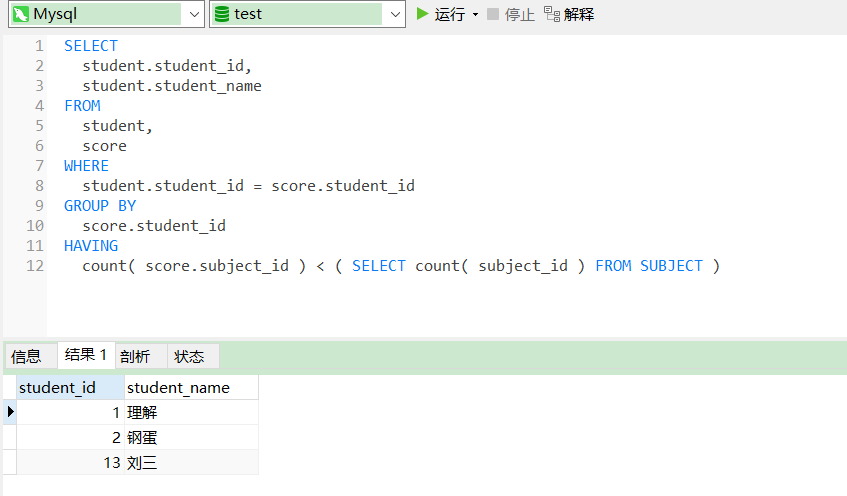 Mysql test 运行 停止 解释
1 SELECT
2 student.student_id,
3 student.student_name
4 FROM
5 student,
6 score
7 WHERE
8 student.student_id = score.student_id
9 GROUP BY
10 score.student_id
11 HAVING
12 count( score.subject_id ) < ( SELECT count( subject_id ) FROM SUBJECT )
信息 结果 1 剖析 状态
student_id student_name
1 理解
2 钢蛋
13 刘三